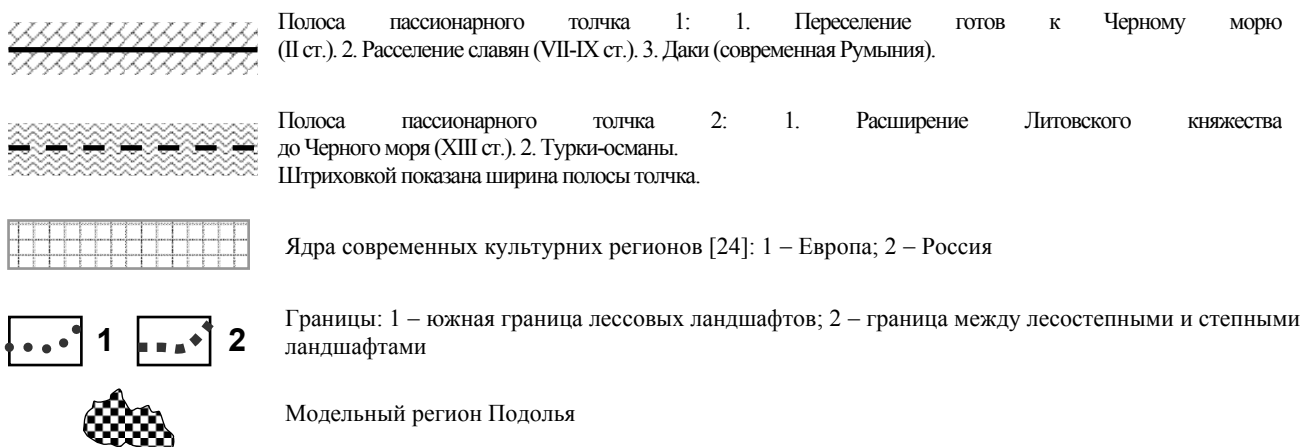 Полоса пассионарного толчка 1: 1. Переселение готов к Черному морю
(II ст.). 2. Расселение славян (VII-IX ст.). 3. Даки (современная Румыния).
Полоса пассионарного толчка 2: 1. Расширение Литовского княжества
до Черного моря (XIII ст.). 2. Турки-османы.
Штриховкой показана ширина полосы толчка.
Ядра современных культурних регионов [24]: 1 – Европа; 2 – Россия
1 2
Границы: 1 – южная граница лессовых ландшафтов; 2 – граница между лесостепными и степными
ландшафтами
Модельный регион Подолья